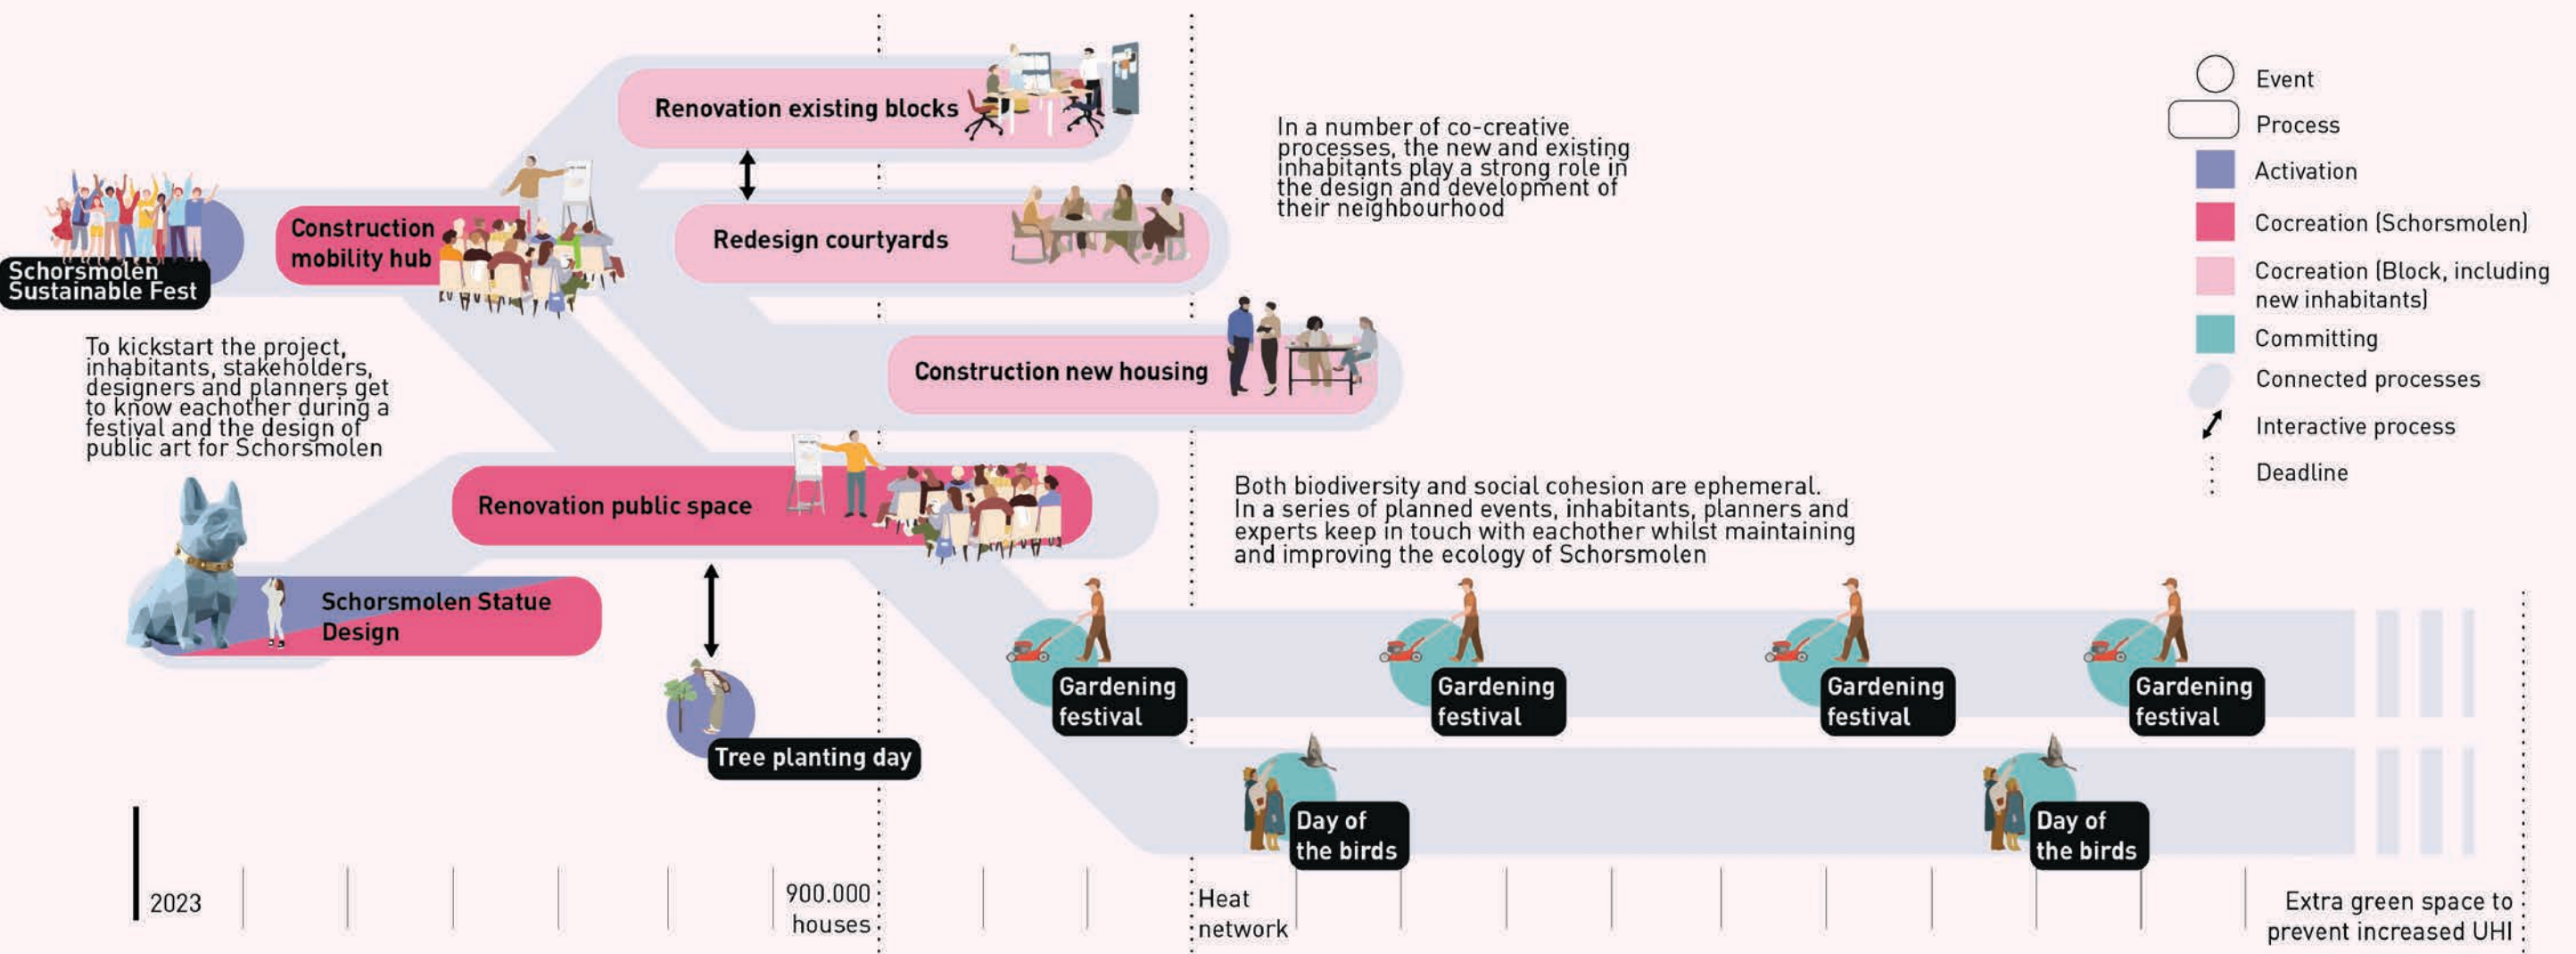 Renovation existing blocks
Schorsmolen
Sustainable Fest
Construction
mobility hub
Redesign courtyards
Construction new housing
In a number of co-creative
processes, the new and existing
inhabitants play a strong role in
the design and development of
their neighbourhood
To kickstart the project,
inhabitants, stakeholders,
designers and planners get
to know eachother during a
festival and the design of
public art for Schorsmolen
Renovation public space
Both biodiversity and social cohesion are ephemeral.
In a series of planned events, inhabitants, planners and
experts keep in touch with eachother whilst maintaining
and improving the ecology of Schorsmolen
Schorsmolen Statue
Design
Tree planting day
Gardening
festival
Gardening
festival
Gardening
festival
Gardening
festival
Day of
the birds
Day of
the birds
2023
900.000
houses
Heat
network
Extra green space to
prevent increased UHI
Event
Process
Activation
Cocreation (Schorsmolen)
Cocreation (Block, including
new inhabitants)
Committing
Connected processes
Interactive process
Deadline